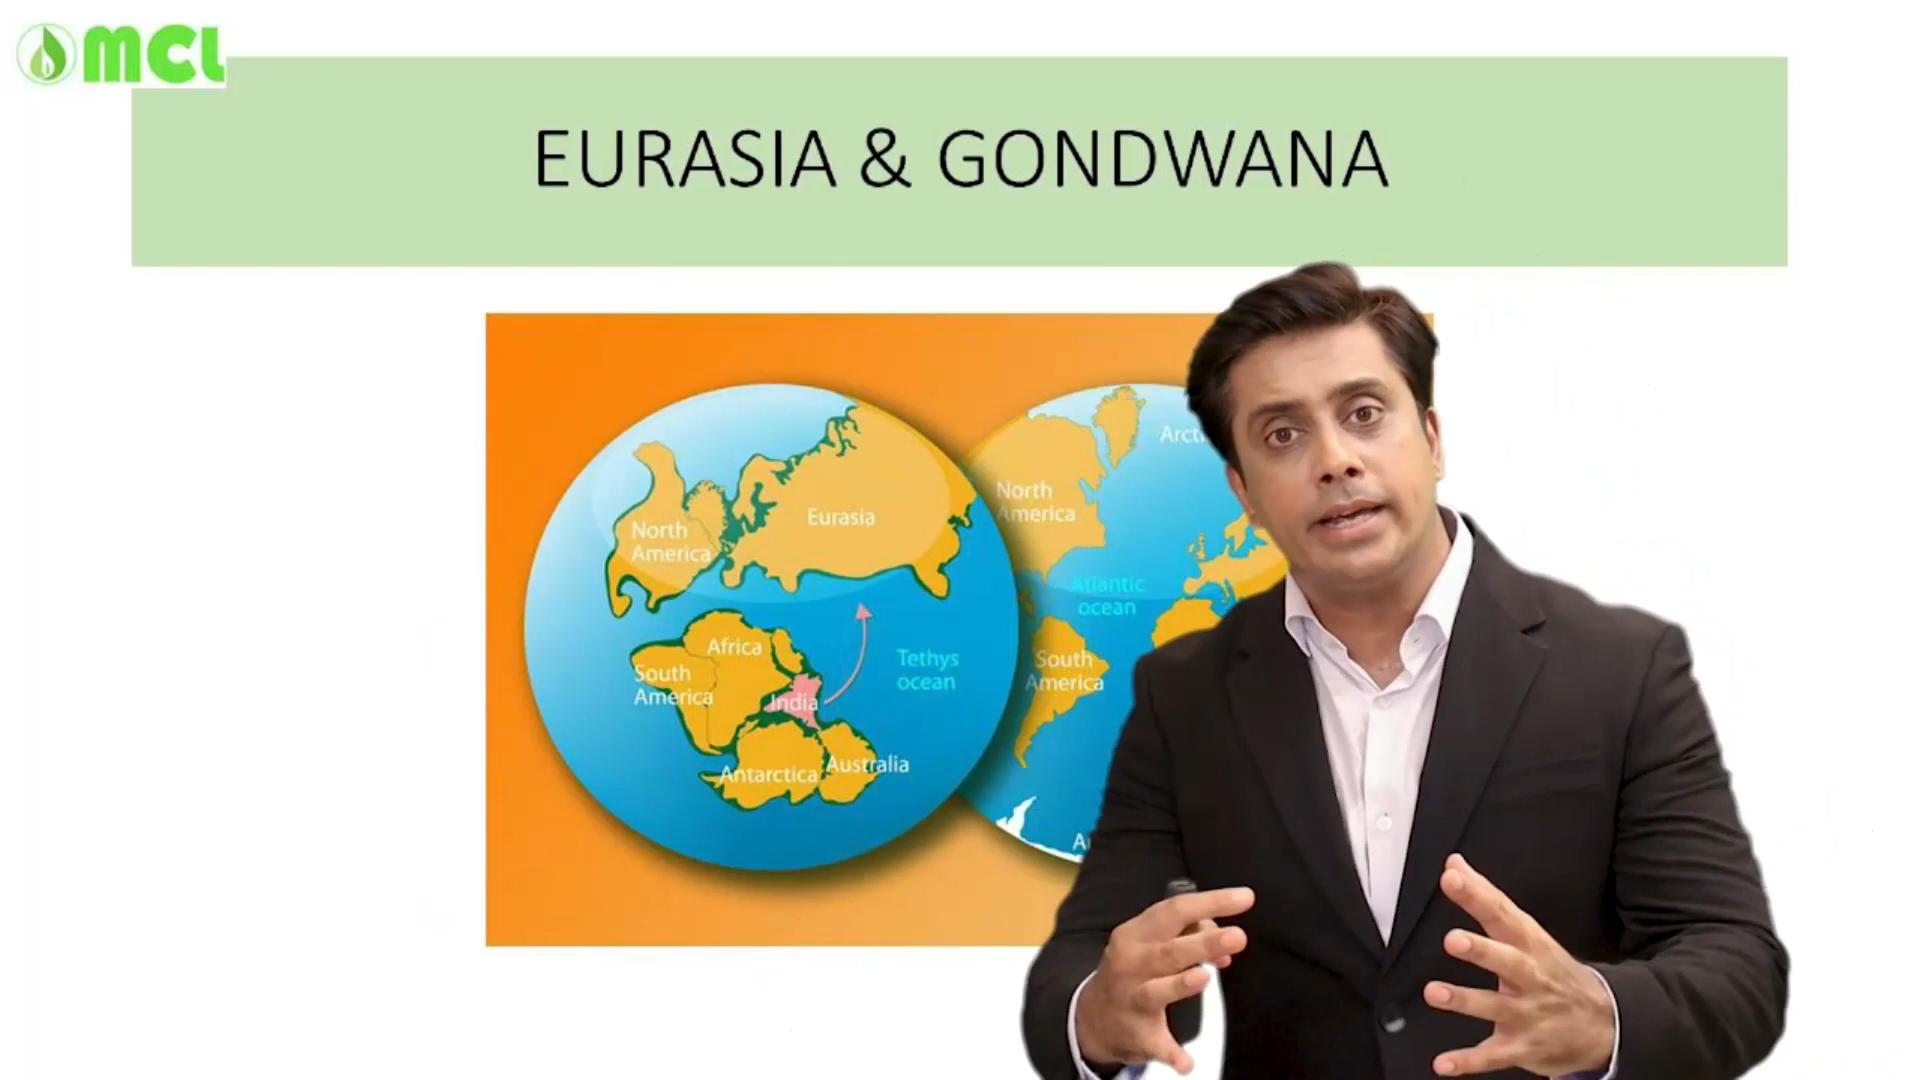 MCL
EURASIA & GONDWANA
North
America
Eurasia
Africa
South
America
India
Tethys
ocean
Antarctica
Australia
North
America
Atlantic
ocean
South
America